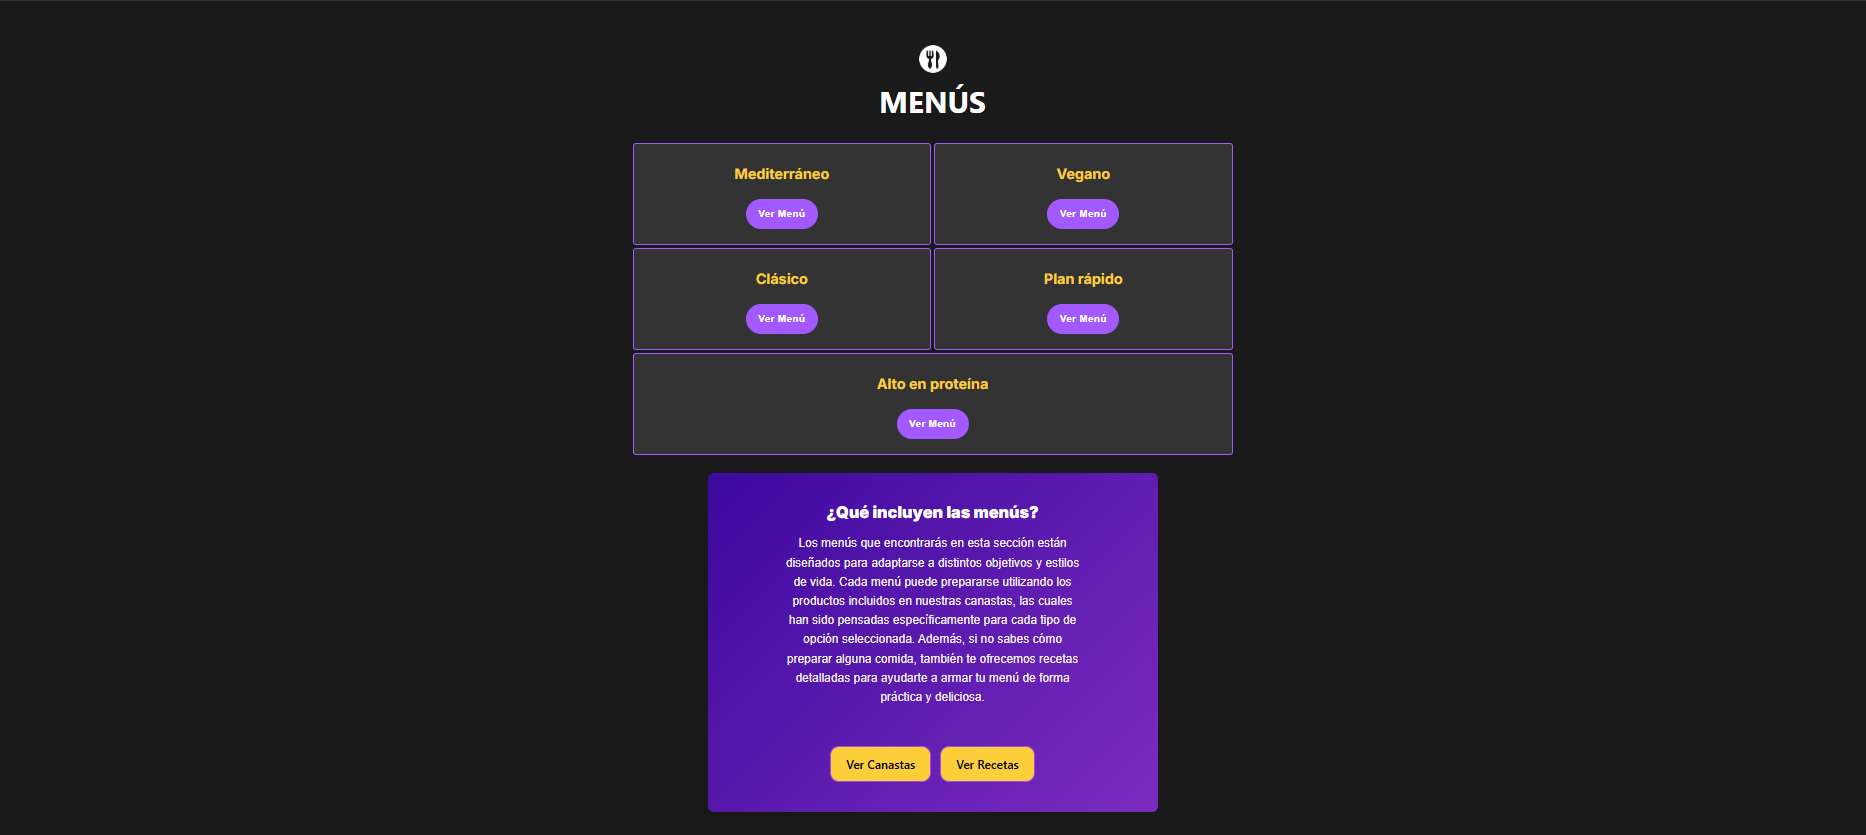 MENÚS
Mediterráneo
Vegano
Ver Menú
Ver Menú
Clásico
Plan rápido
Ver Menú
Ver Menú
Alto en proteína
Ver Menú
¿Qué incluyen las menús?
Los menús que encontrarás en esta sección están
diseñados para adaptarse a distintos objetivos y estilos
de vida. Cada menú puede prepararse utilizando los
productos incluidos en nuestras canastas, las cuales
han sido pensadas específicamente para cada tipo de
opción seleccionada. Además, si no sabes cómo
preparar alguna comida, también te ofrecemos recetas
detalladas para ayudarte a armar tu menú de forma
práctica y deliciosa.
Ver Canastas
Ver Recetas